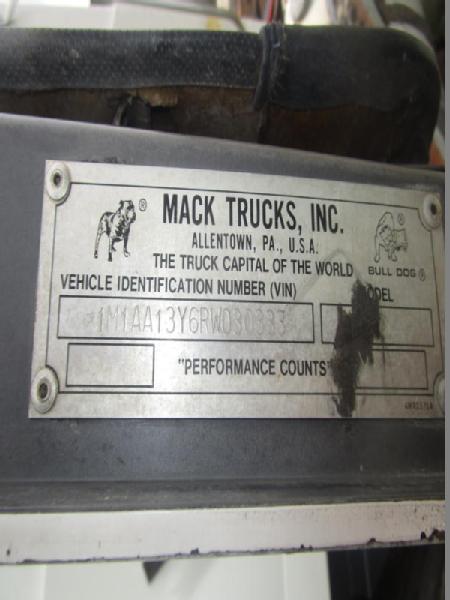 MACK TRUCKS, INC.
ALLENTOWN, PA., U.S.A.
THE TRUCK CAPITAL OF THE WORLD
BULL DOG ®
VEHICLE IDENTIFICATION NUMBER (VIN)
1M1AA13Y6RW030333
"PERFORMANCE COUNTS"